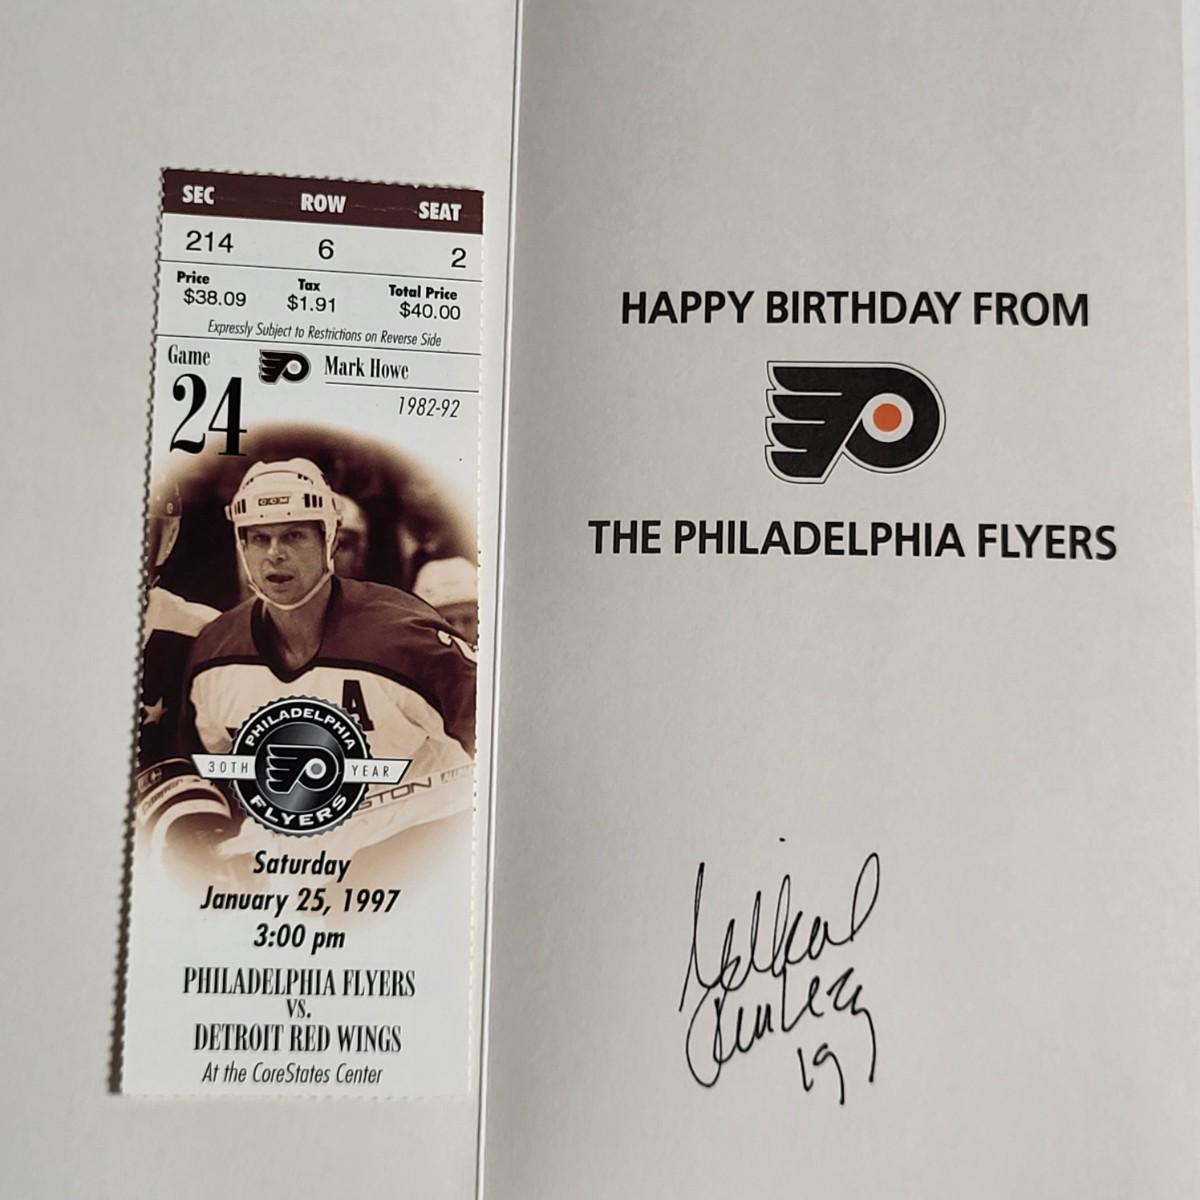 SEC ROW SEAT
214 6 2
Price Tax Total Price
$38.09 $1.91 $40.00
Expressly Subject to Restrictions on Reverse Side
Game
24
Mark Howe
1982-92
CCM
A
PHILADELPHIA
30TH YEAR
FLYERS
STON
Saturday
January 25, 1997
3:00 pm
PHILADELPHIA FLYERS
VS.
DETROIT RED WINGS
At the CoreStates Center
HAPPY BIRTHDAY FROM
THE PHILADELPHIA FLYERS
19